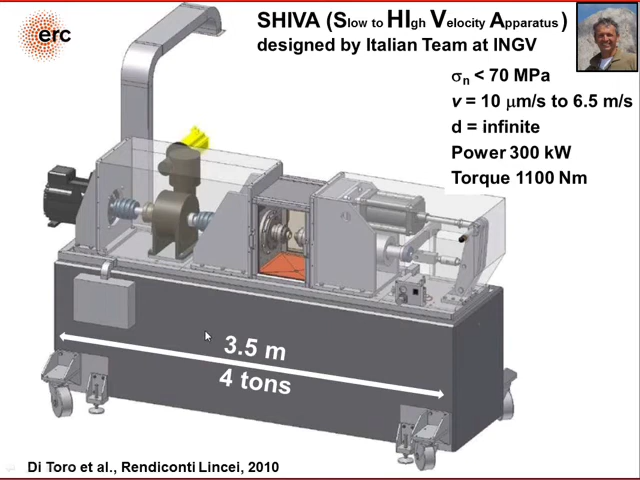 erc
SHIVA (Slow to HIgh Velocity Apparatus)
designed by Italian Team at INGV
σn < 70 MPa
v = 10 μm/s to 6.5 m/s
d = infinite
Power 300 kW
Torque 1100 Nm
3.5 m
4 tons
Di Toro et al., Rendiconti Lincei, 2010